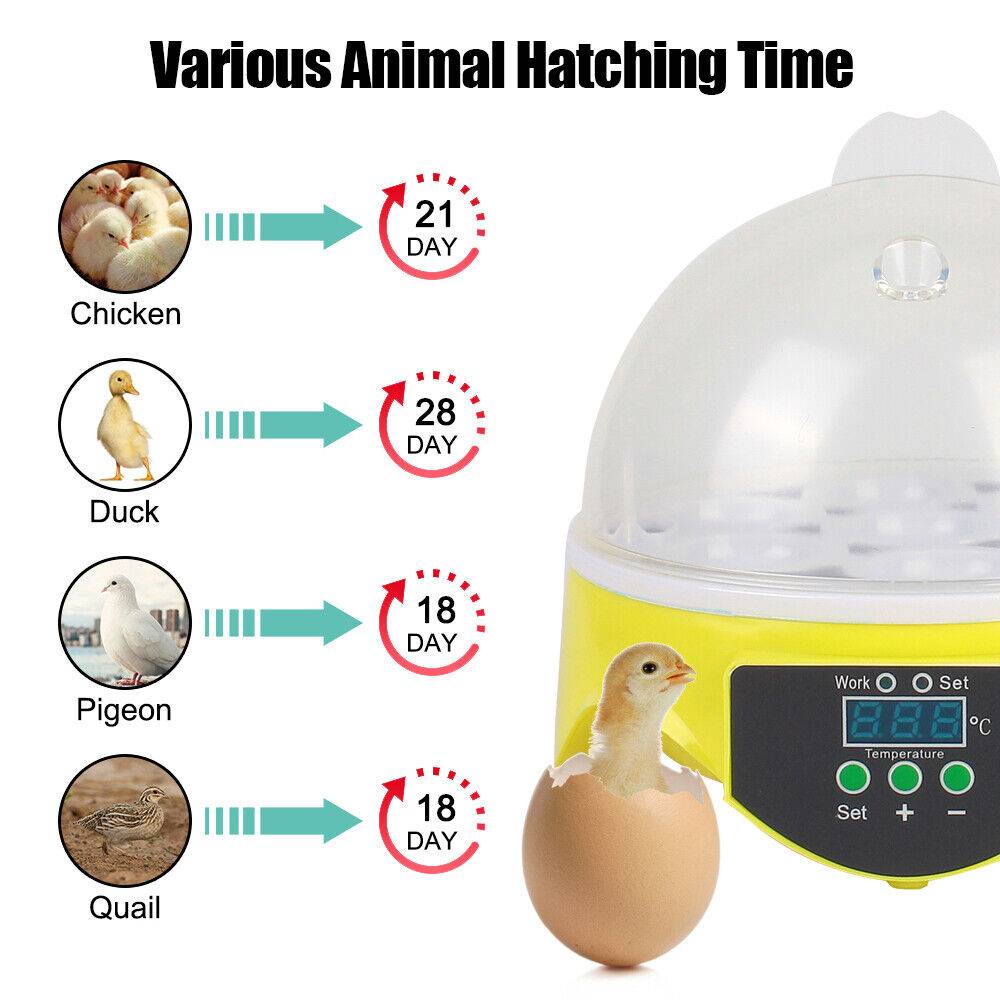 Various Animal Hatching Time
21
DAY
Chicken
28
DAY
Duck
18
DAY
Pigeon
18
DAY
Quail
Work Set
888 °C
Temperature
Set + −